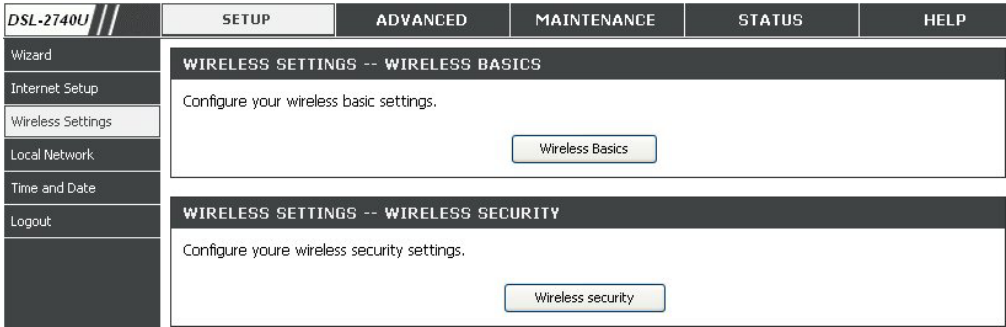 DSL-2740U SETUP ADVANCED MAINTENANCE STATUS HELP
Wizard
Internet Setup
Wireless Settings
Local Network
Time and Date
Logout
WIRELESS SETTINGS -- WIRELESS BASICS
Configure your wireless basic settings.
Wireless Basics
WIRELESS SETTINGS -- WIRELESS SECURITY
Configure youre wireless security settings.
Wireless security